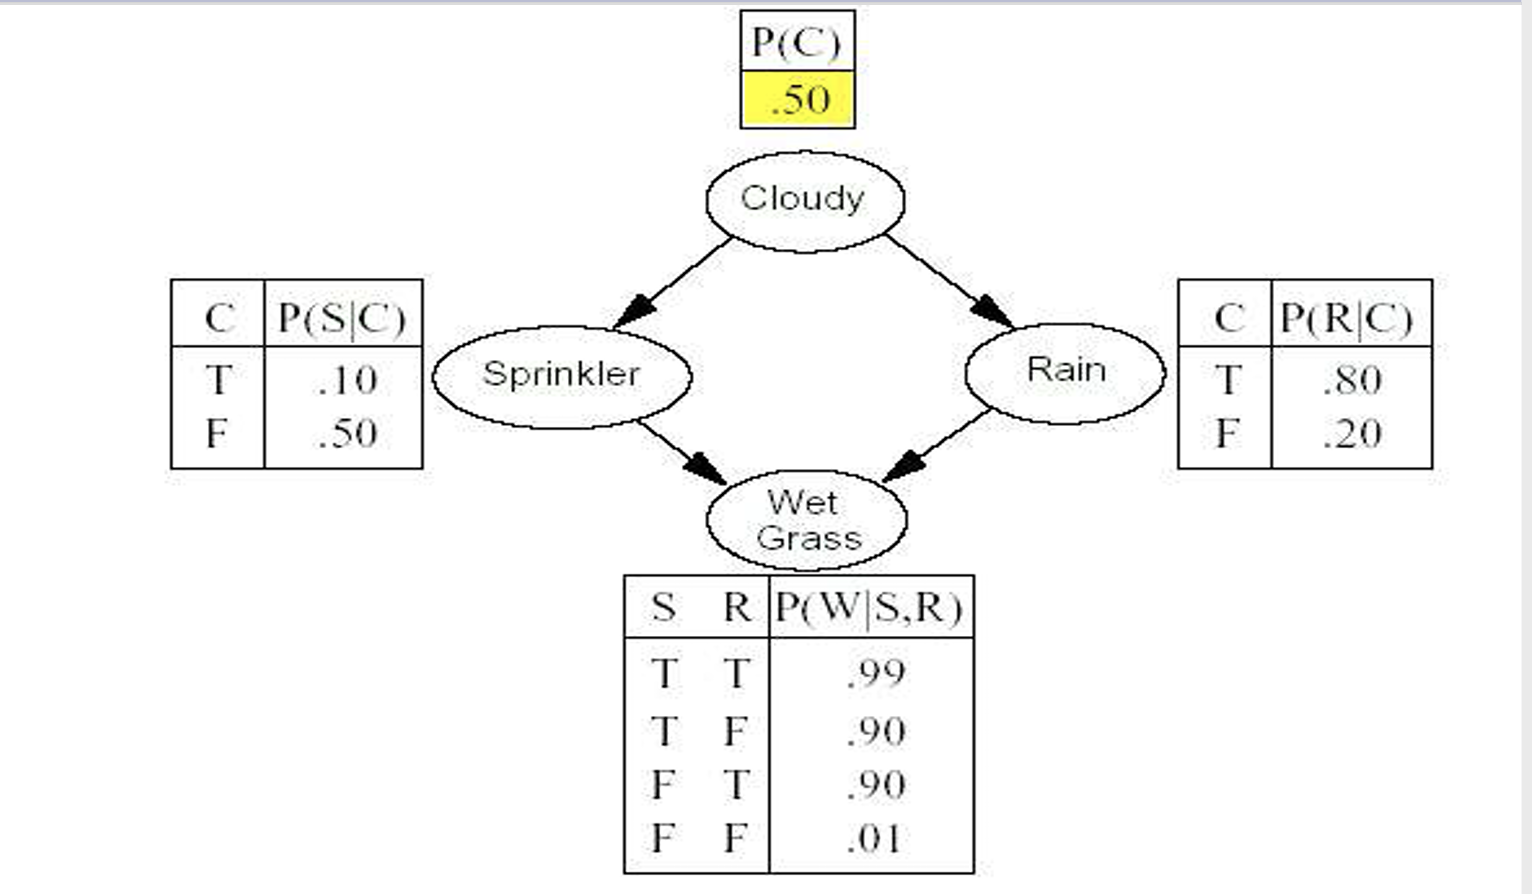 P(C)
.50
Cloudy
C P(S|C)
T .10
F .50
Sprinkler
Rain
C P(R|C)
T .80
F .20
Wet
Grass
S R P(W|S,R)
T T .99
T F .90
F T .90
F F .01